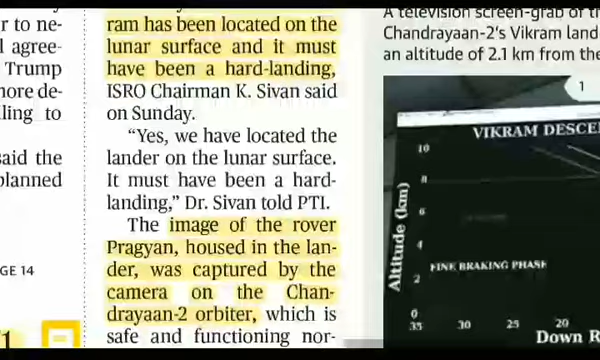 r to ne-
l agree-
Trump
nore de-
ling to
said the
planned
GE 14
ram has been located on the
lunar surface and it must
have been a hard-landing,
ISRO Chairman K. Sivan said
on Sunday.
"Yes, we have located the
lander on the lunar surface.
It must have been a hard-
landing," Dr. Sivan told PTI.
The image of the rover
Pragyan, housed in the lan-
der, was captured by the
camera on the Chan-
drayaan-2 orbiter, which is
safe and functioning nor-
A television screen-grab of th
Chandrayaan-2's Vikram land
an altitude of 2.1 km from the
1
VIKRAM DESCE
Altitude (km)
10
8
6
4
2
0
FINE BRAKING PHASE
35 30 25 20
Down R